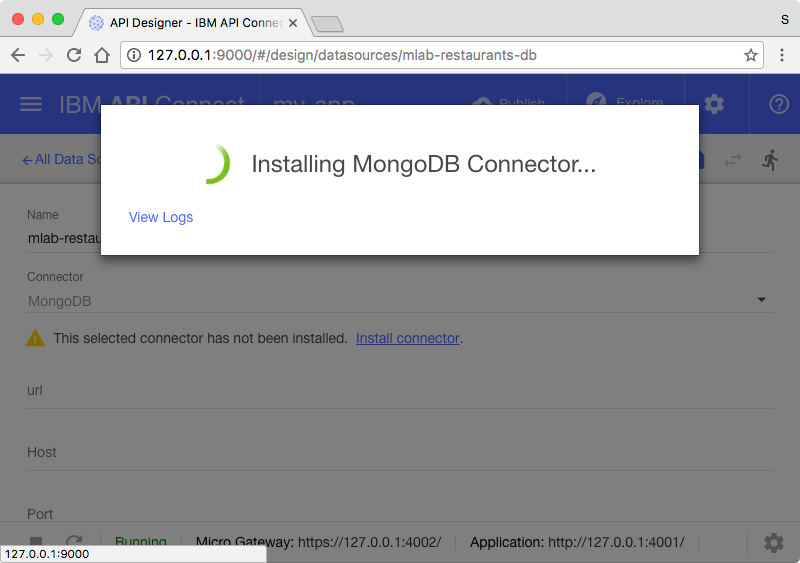 API Designer - IBM API Conne
S
127.0.0.1:9000/#/design/datasources/mlab-restaurants-db
IBM API Connect
my-app
Publish
Explore
←All Data So
Installing MongoDB Connector...
View Logs
Name
mlab-restau
Connector
MongoDB
This selected connector has not been installed. Install connector.
url
Host
Port
Running
Micro Gateway: https://127.0.0.1:4002/
Application: http://127.0.0.1:4001/
127.0.0.1:9000